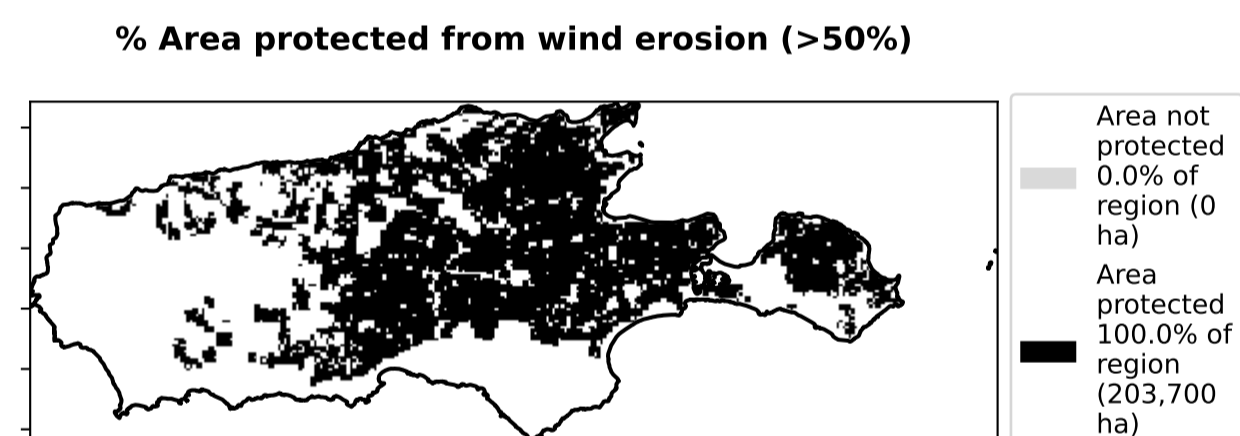 % Area protected from wind erosion (>50%)
Area not
protected
0.0% of
region (0
ha)
Area
protected
100.0% of
region
(203,700
ha)